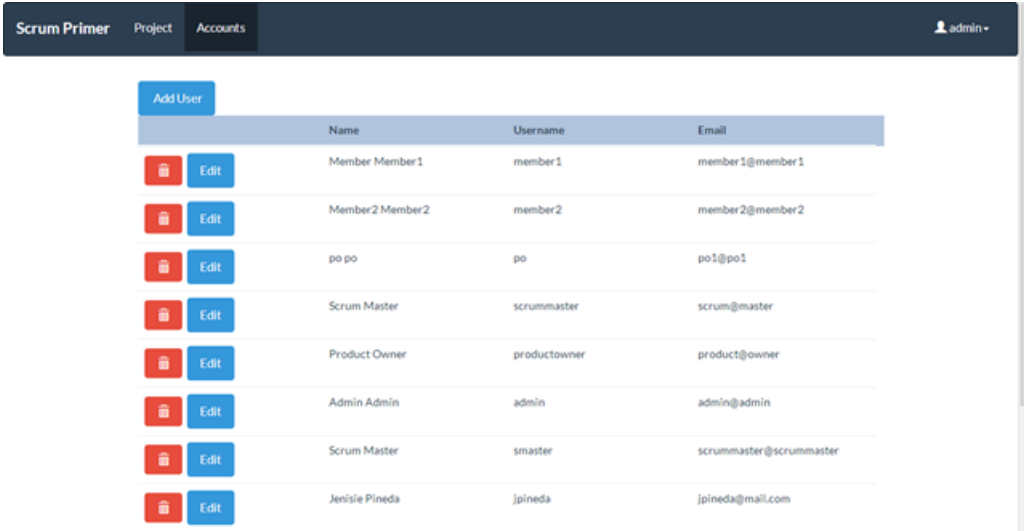 Scrum Primer Project Accounts admin
Add User
Name Username Email
Edit Member Member1 member1 member1@member1
Edit Member2 Member2 member2 member2@member2
Edit po po po po1@po1
Edit Scrum Master scrummaster scrum@master
Edit Product Owner productowner product@owner
Edit Admin Admin admin admin@admin
Edit Scrum Master smaster scrummaster@scrummaster
Edit Jenisie Pineda jpineda jpineda@mail.com